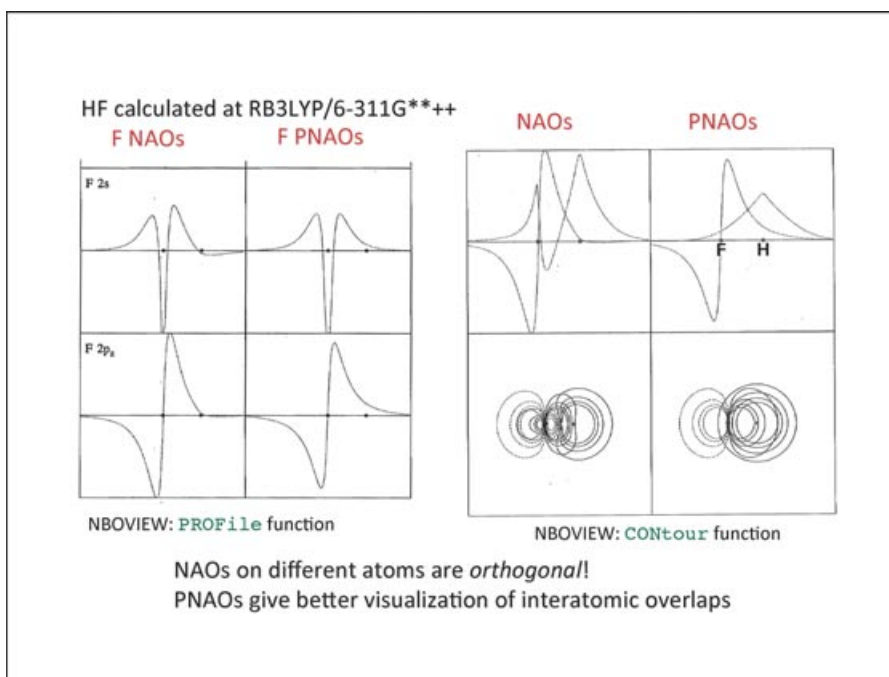 HF calculated at RB3LYP/6-311G**++
F NAOs F PNAOs
NAOs PNAOs
F 2s
F H
F 2pz
NBOVIEW: PROFile function
NBOVIEW: CONtour function
NAOs on different atoms are orthogonal!
PNAOs give better visualization of interatomic overlaps